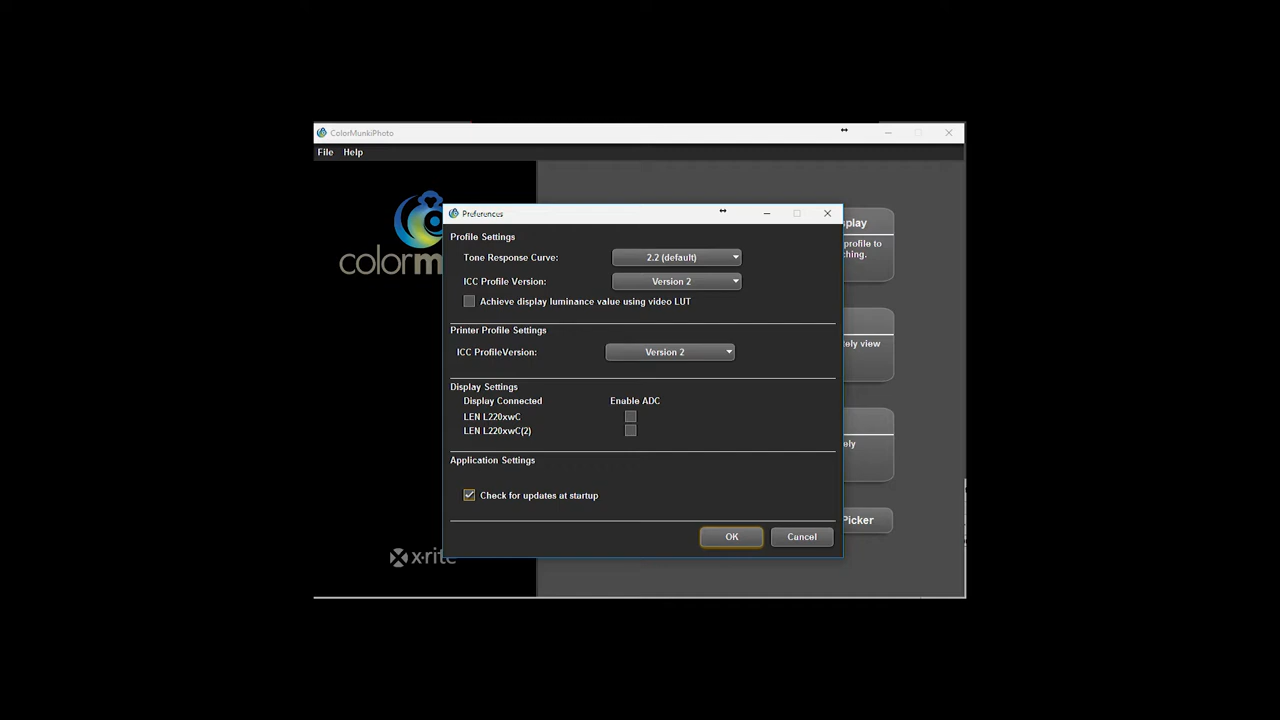 ColorMunkiPhoto
File Help
Preferences
Profile Settings
Tone Response Curve: 2.2 (default)
ICC Profile Version: Version 2
Achieve display luminance value using video LUT
Printer Profile Settings
ICC ProfileVersion: Version 2
Display Settings
Display Connected Enable ADC
LEN L220xwC
LEN L220xwC(2)
Application Settings
Check for updates at startup
OK Cancel
colorm
x·rite
play
profile to
ching.
tely view
ely
Picker